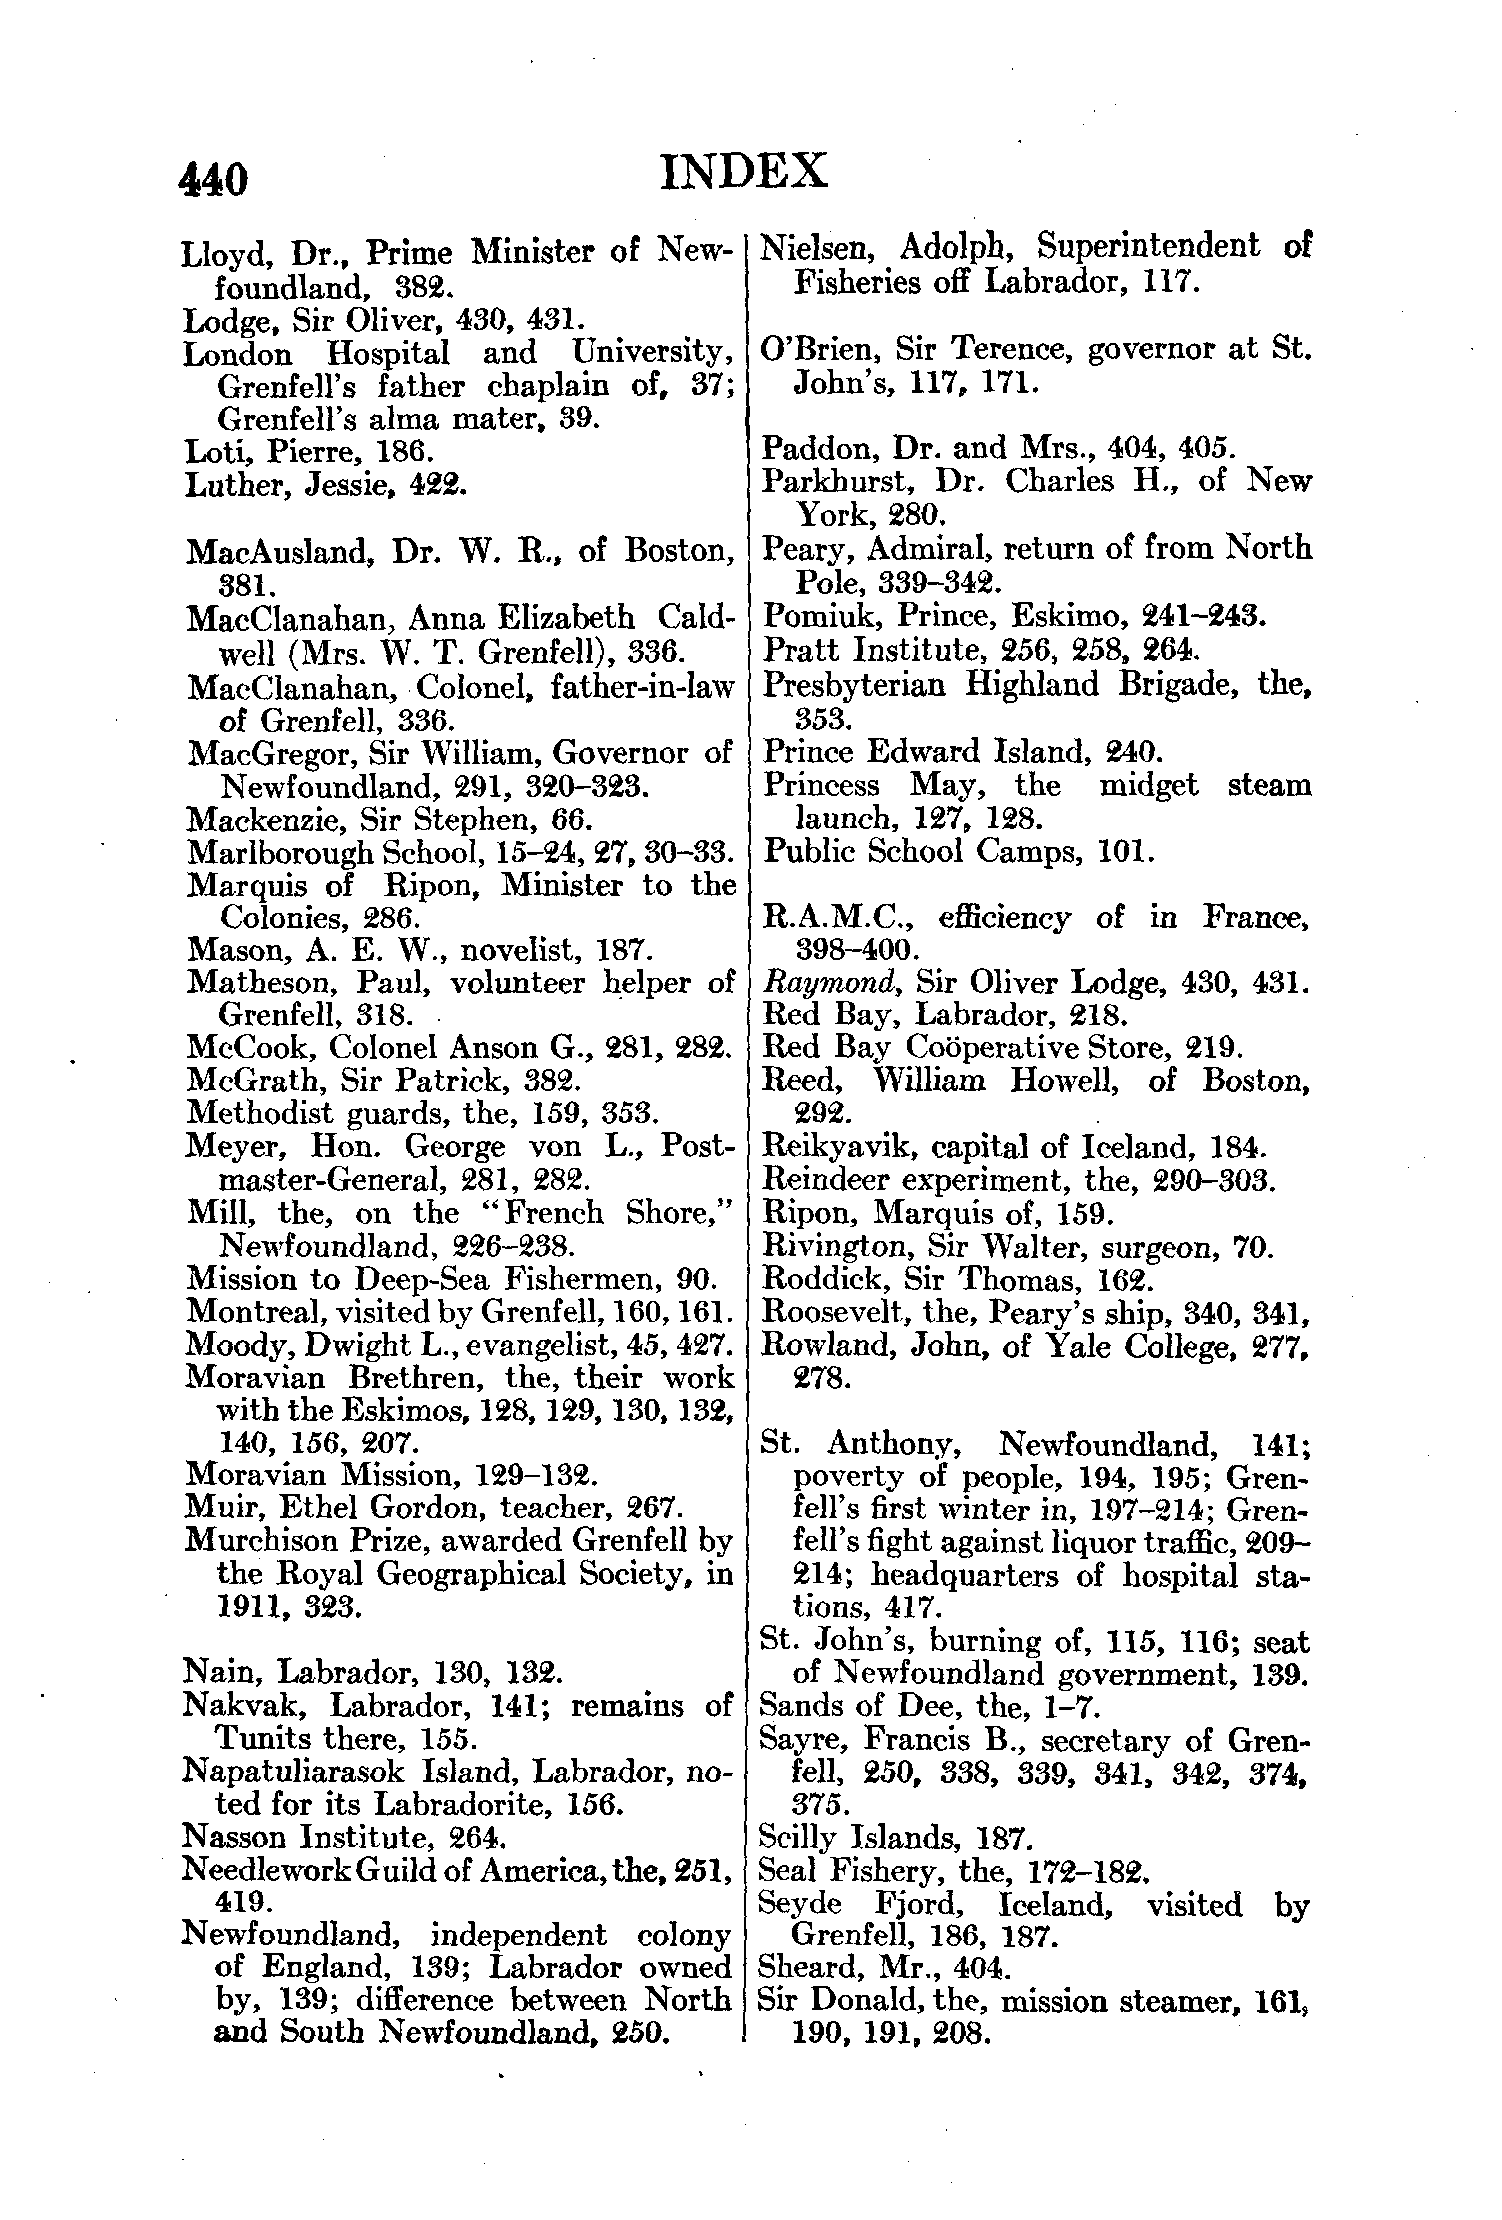 440
INDEX
Lloyd, Dr., Prime Minister of New-
foundland, 382.
Lodge, Sir Oliver, 430, 431.
London Hospital and University,
Grenfell's father chaplain of, 37;
Grenfell's alma mater, 39.
Loti, Pierre, 186.
Luther, Jessie, 422.
MacAusland, Dr. W. R., of Boston,
381.
MacClanahan, Anna Elizabeth Cald-
well (Mrs. W. T. Grenfell), 336.
MacClanahan, Colonel, father-in-law
of Grenfell, 336.
MacGregor, Sir William, Governor of
Newfoundland, 291, 320–323.
Mackenzie, Sir Stephen, 66.
Marlborough School, 15–24, 27, 30–33.
Marquis of Ripon, Minister to the
Colonies, 286.
Mason, A. E. W., novelist, 187.
Matheson, Paul, volunteer helper of
Grenfell, 318.
McCook, Colonel Anson G., 281, 282.
McGrath, Sir Patrick, 382.
Methodist guards, the, 159, 353.
Meyer, Hon. George von L., Post-
master-General, 281, 282.
Mill, the, on the "French Shore,"
Newfoundland, 226–238.
Mission to Deep-Sea Fishermen, 90.
Montreal, visited by Grenfell, 160, 161.
Moody, Dwight L., evangelist, 45, 427.
Moravian Brethren, the, their work
with the Eskimos, 128, 129, 130, 132,
140, 156, 207.
Moravian Mission, 129–132.
Muir, Ethel Gordon, teacher, 267.
Murchison Prize, awarded Grenfell by
the Royal Geographical Society, in
1911, 323.
Nain, Labrador, 130, 132.
Nakvak, Labrador, 141; remains of
Tunits there, 155.
Napatuliarasok Island, Labrador, no-
ted for its Labradorite, 156.
Nasson Institute, 264.
Needlework Guild of America, the, 251,
419.
Newfoundland, independent colony
of England, 139; Labrador owned
by, 139; difference between North
and South Newfoundland, 250.
Nielsen, Adolph, Superintendent of
Fisheries off Labrador, 117.
O'Brien, Sir Terence, governor at St.
John's, 117, 171.
Paddon, Dr. and Mrs., 404, 405.
Parkhurst, Dr. Charles H., of New
York, 280.
Peary, Admiral, return of from North
Pole, 339–342.
Pomiuk, Prince, Eskimo, 241–243.
Pratt Institute, 256, 258, 264.
Presbyterian Highland Brigade, the,
353.
Prince Edward Island, 240.
Princess May, the midget steam
launch, 127, 128.
Public School Camps, 101.
R.A.M.C., efficiency of in France,
398–400.
Raymond, Sir Oliver Lodge, 430, 431.
Red Bay, Labrador, 218.
Red Bay Coöperative Store, 219.
Reed, William Howell, of Boston,
292.
Reikyavik, capital of Iceland, 184.
Reindeer experiment, the, 290–303.
Ripon, Marquis of, 159.
Rivington, Sir Walter, surgeon, 70.
Roddick, Sir Thomas, 162.
Roosevelt, the, Peary's ship, 340, 341,
Rowland, John, of Yale College, 277,
278.
St. Anthony, Newfoundland, 141;
poverty of people, 194, 195; Gren-
fell's first winter in, 197–214; Gren-
fell's fight against liquor traffic, 209–
214; headquarters of hospital sta-
tions, 417.
St. John's, burning of, 115, 116; seat
of Newfoundland government, 139.
Sands of Dee, the, 1–7.
Sayre, Francis B., secretary of Gren-
fell, 250, 338, 339, 341, 342, 374,
375.
Scilly Islands, 187.
Seal Fishery, the, 172–182.
Seyde Fjord, Iceland, visited by
Grenfell, 186, 187.
Sheard, Mr., 404.
Sir Donald, the, mission steamer, 161,
190, 191, 208.